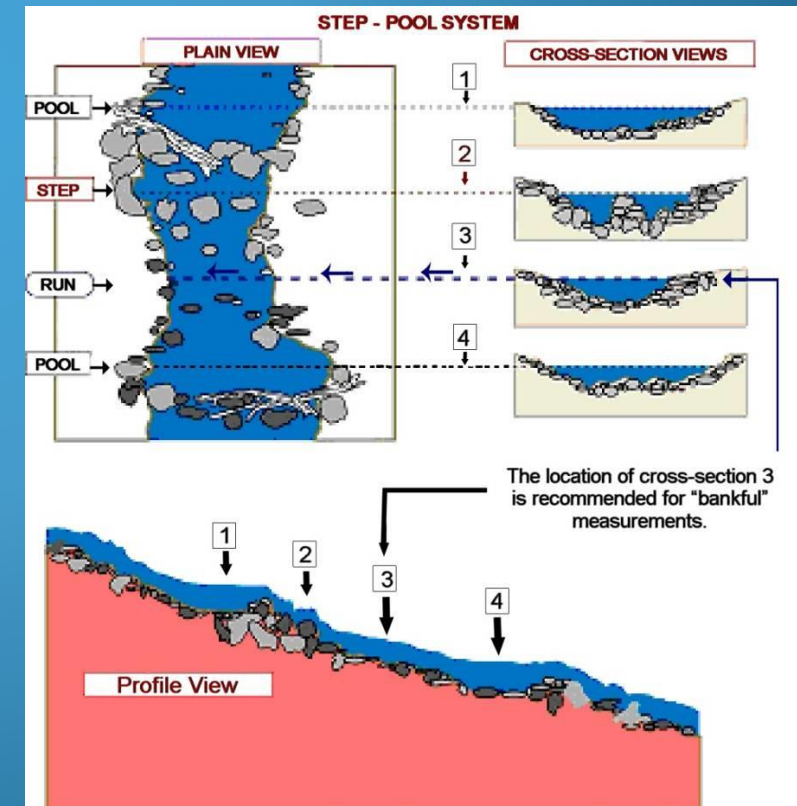 STEP - POOL SYSTEM
PLAIN VIEW
CROSS-SECTION VIEWS
POOL
1
STEP
2
RUN
3
POOL
4
The location of cross-section 3
is recommended for “bankful”
measurements.
1
2
3
4
Profile View